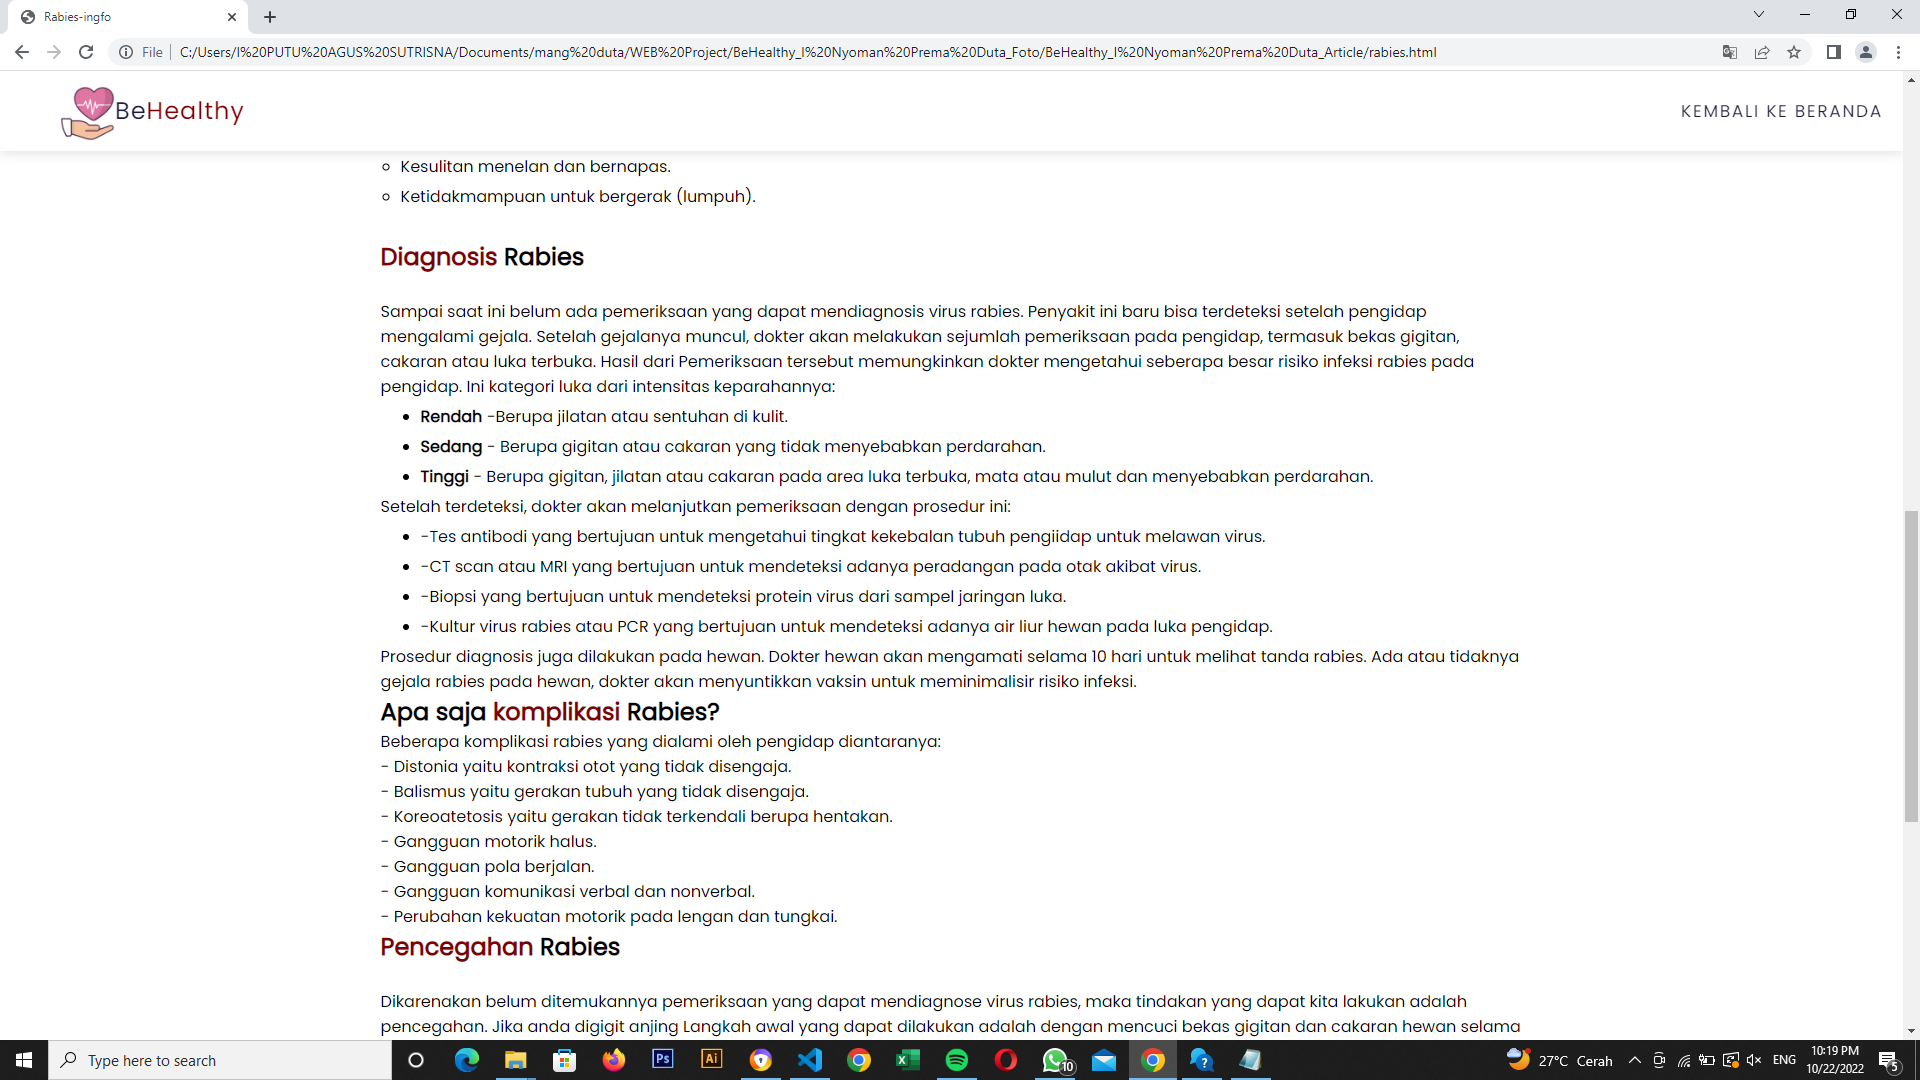 Rabies-ingfo
File
C:/Users/I%20PUTU%20AGUS%20SUTRISNA/Documents/mang%20duta/WEB%20Project/BeHealthy_I%20Nyoman%20Prema%20Duta_Foto/BeHealthy_I%20Nyoman%20Prema%20Duta_Article/rabies.html
BeHealthy
KEMBALI KE BERANDA
Kesulitan menelan dan bernapas.
Ketidakmampuan untuk bergerak (lumpuh).
Diagnosis Rabies
Sampai saat ini belum ada pemeriksaan yang dapat mendiagnosis virus rabies. Penyakit ini baru bisa terdeteksi setelah pengidap
mengalami gejala. Setelah gejalanya muncul, dokter akan melakukan sejumlah pemeriksaan pada pengidap, termasuk bekas gigitan,
cakaran atau luka terbuka. Hasil dari Pemeriksaan tersebut memungkinkan dokter mengetahui seberapa besar risiko infeksi rabies pada
pengidap. Ini kategori luka dari intensitas keparahannya:
Rendah -Berupa jilatan atau sentuhan di kulit.
Sedang - Berupa gigitan atau cakaran yang tidak menyebabkan perdarahan.
Tinggi - Berupa gigitan, jilatan atau cakaran pada area luka terbuka, mata atau mulut dan menyebabkan perdarahan.
Setelah terdeteksi, dokter akan melanjutkan pemeriksaan dengan prosedur ini:
-Tes antibodi yang bertujuan untuk mengetahui tingkat kekebalan tubuh pengiidap untuk melawan virus.
-CT scan atau MRI yang bertujuan untuk mendeteksi adanya peradangan pada otak akibat virus.
-Biopsi yang bertujuan untuk mendeteksi protein virus dari sampel jaringan luka.
-Kultur virus rabies atau PCR yang bertujuan untuk mendeteksi adanya air liur hewan pada luka pengidap.
Prosedur diagnosis juga dilakukan pada hewan. Dokter hewan akan mengamati selama 10 hari untuk melihat tanda rabies. Ada atau tidaknya
gejala rabies pada hewan, dokter akan menyuntikkan vaksin untuk meminimalisir risiko infeksi.
Apa saja komplikasi Rabies?
Beberapa komplikasi rabies yang dialami oleh pengidap diantaranya:
- Distonia yaitu kontraksi otot yang tidak disengaja.
- Balismus yaitu gerakan tubuh yang tidak disengaja.
- Koreoatetosis yaitu gerakan tidak terkendali berupa hentakan.
- Gangguan motorik halus.
- Gangguan pola berjalan.
- Gangguan komunikasi verbal dan nonverbal.
- Perubahan kekuatan motorik pada lengan dan tungkai.
Pencegahan Rabies
Dikarenakan belum ditemukannya pemeriksaan yang dapat mendiagnose virus rabies, maka tindakan yang dapat kita lakukan adalah
pencegahan. Jika anda digigit anjing Langkah awal yang dapat dilakukan adalah dengan mencuci bekas gigitan dan cakaran hewan selama
Type here to search
Ps
Ai
10
27°C Cerah
ENG
10:19 PM
10/22/2022
5